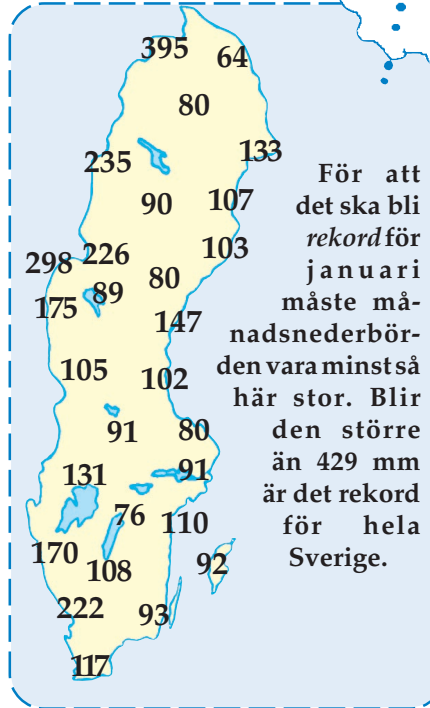 395
64
80
133
235
90
107
103
226
298
80
89
175
147
105
102
91
80
91
131
76
110
170
92
108
222
93
117
För att
det ska bli
rekord för
januari
måste må-
nadsnederbör-
den vara minst så
här stor. Blir
den större
än 429 mm
är det rekord
för hela
Sverige.